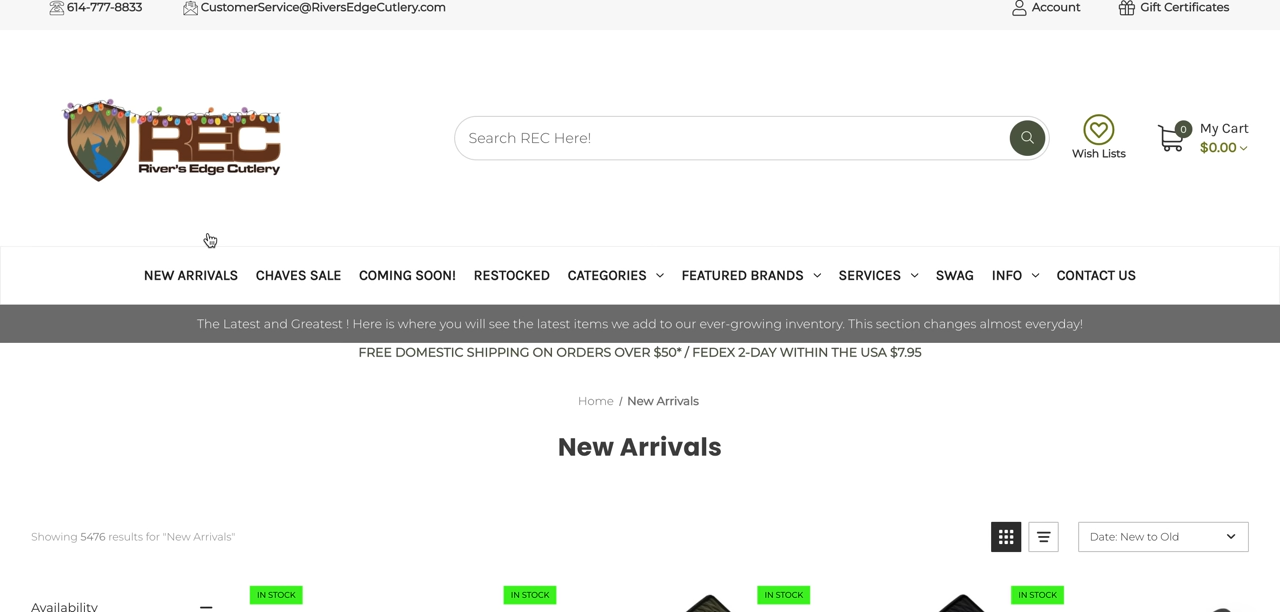 614-777-8833
CustomerService@RiversEdgeCutlery.com
Account
Gift Certificates
REC
River's Edge Cutlery
Search REC Here!
Wish Lists
0
My Cart
$0.00
NEW ARRIVALS CHAVES SALE COMING SOON! RESTOCKED CATEGORIES FEATURED BRANDS SERVICES SWAG INFO CONTACT US
The Latest and Greatest ! Here is where you will see the latest items we add to our ever-growing inventory. This section changes almost everyday!
FREE DOMESTIC SHIPPING ON ORDERS OVER $50* / FEDEX 2-DAY WITHIN THE USA $7.95
Home / New Arrivals
New Arrivals
Showing 5476 results for "New Arrivals"
Date: New to Old
Availability
IN STOCK
IN STOCK
IN STOCK
IN STOCK